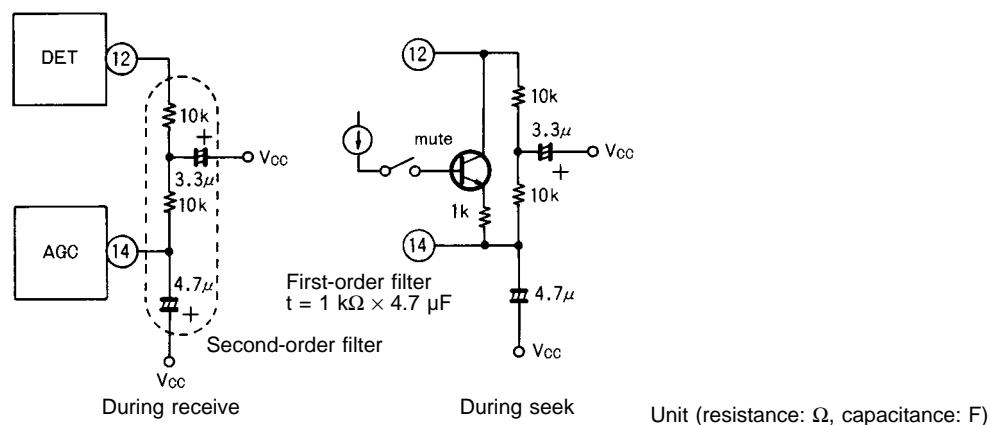 DET
12
10k
+
VCC
3.3μ
10k
AGC
14
4.7μ
+
VCC
Second-order filter
During receive
12
10k
3.3μ
mute
VCC
+
10k
1k
14
First-order filter
t = 1 kΩ × 4.7 μF
4.7μ
VCC
During seek
Unit (resistance: Ω, capacitance: F)